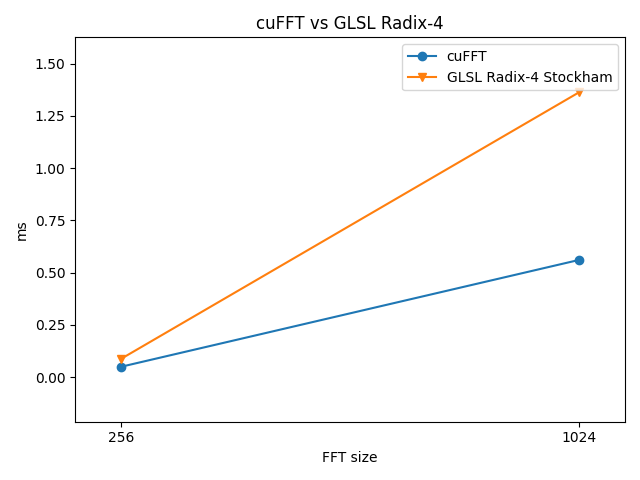 cuFFT vs GLSL Radix-4
cuFFT
GLSL Radix-4 Stockham
1.50
1.25
1.00
0.75
0.50
0.25
0.00
ms
256
1024
FFT size